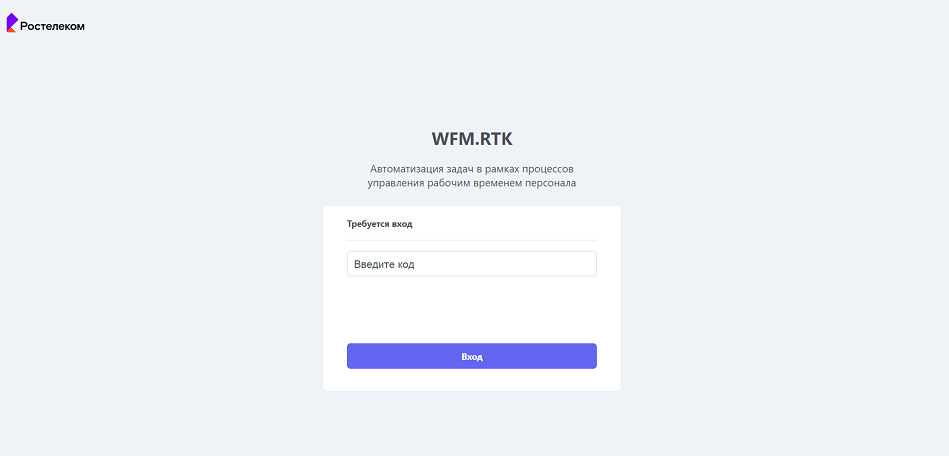 Ростелеком
WFM.RTK
Автоматизация задач в рамках процессов
управления рабочим временем персонала
Требуется вход
Введите код
Вход